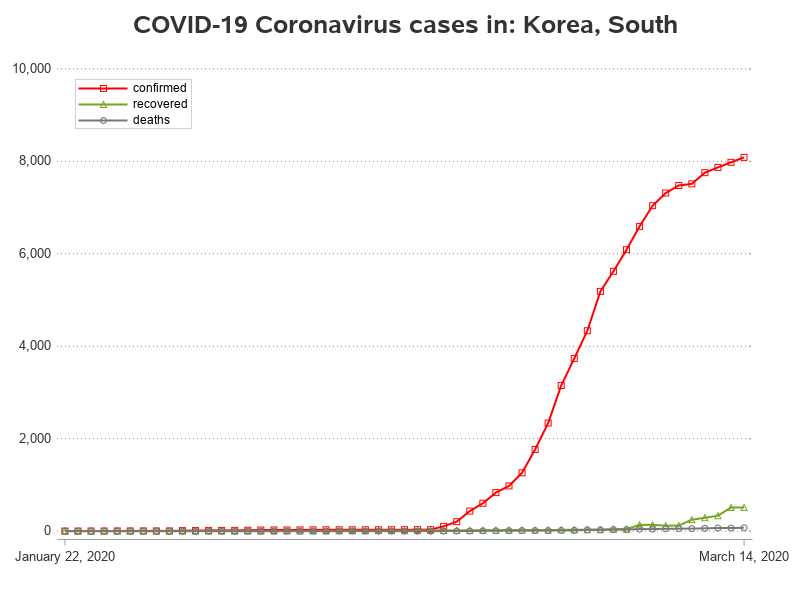 COVID-19 Coronavirus cases in: Korea, South
10,000
confirmed
recovered
deaths
8,000
6,000
4,000
2,000
0
January 22, 2020
March 14, 2020